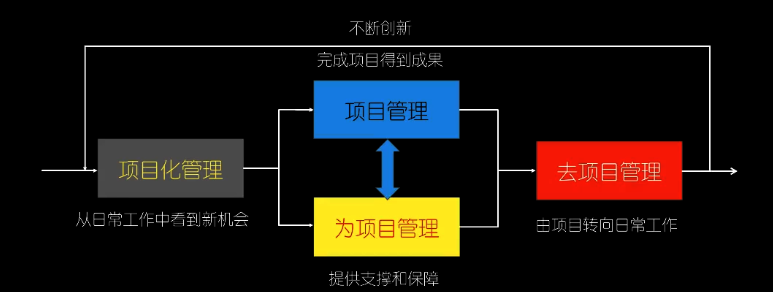 不断创新
完成项目得到成果
项目管理
项目化管理
去项目管理
从日常工作中看到新机会
为项目管理
由项目转向日常工作
提供支撑和保障